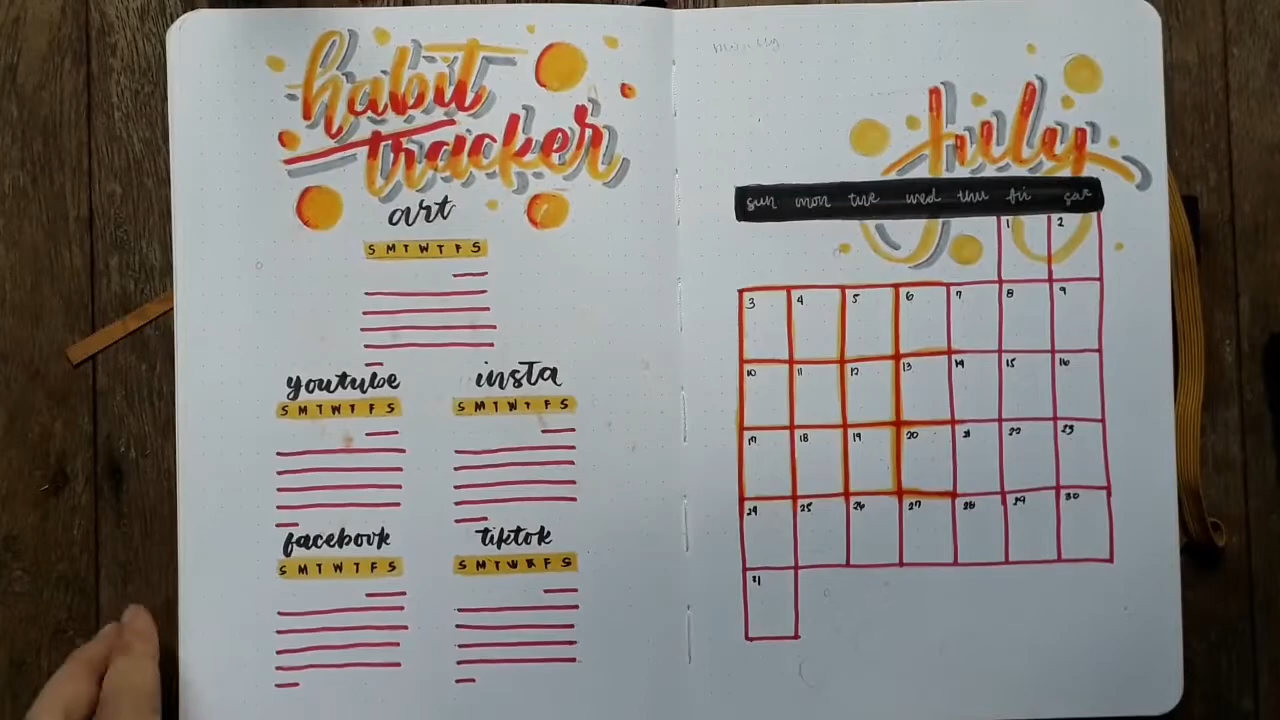 habit
tracker
art
S M T W T F S
youtube
S M T W T F S
insta
S M T W T F S
facebook
S M T W T F S
tiktok
S M T W T F S
July
sun mon tue wed thu fri sat
1 2
3 4 5 6 7 8 9
10 11 12 13 14 15 16
17 18 19 20 21 22 23
24 25 26 27 28 29 30
31